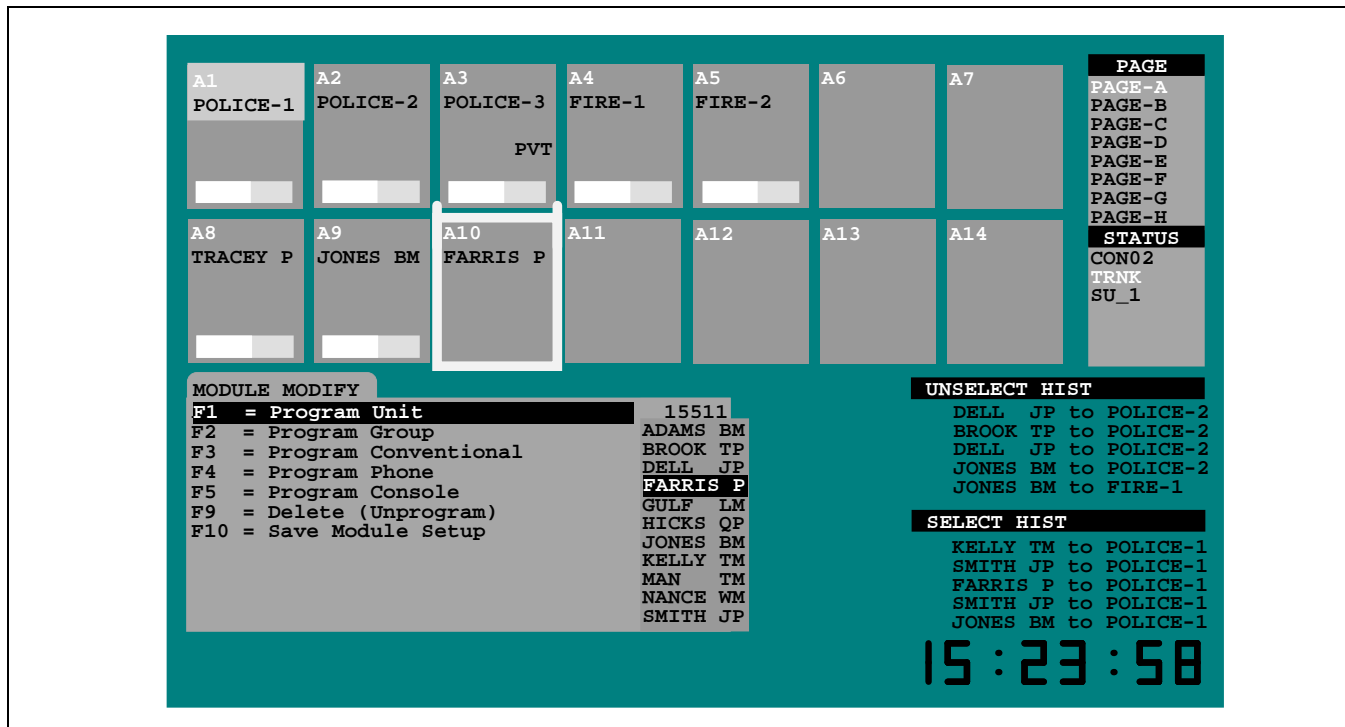 A1
POLICE-1
A2
POLICE-2
A3
POLICE-3
PVT
A4
FIRE-1
A5
FIRE-2
A6
A7
A8
TRACEY P
A9
JONES BM
A10
FARRIS P
A11
A12
A13
A14
PAGE
PAGE-A
PAGE-B
PAGE-C
PAGE-D
PAGE-E
PAGE-F
PAGE-G
PAGE-H
STATUS
CON02
TRNK
SU_1
MODULE MODIFY
F1 = Program Unit
F2 = Program Group
F3 = Program Conventional
F4 = Program Phone
F5 = Program Console
F9 = Delete (Unprogram)
F10 = Save Module Setup
15511
ADAMS BM
BROOK TP
DELL JP
FARRIS P
GULF LM
HICKS QP
JONES BM
KELLY TM
MAN TM
NANCE WM
SMITH JP
UNSELECT HIST
DELL JP to POLICE-2
BROOK TP to POLICE-2
DELL JP to POLICE-2
JONES BM to POLICE-2
JONES BM to FIRE-1
SELECT HIST
KELLY TM to POLICE-1
SMITH JP to POLICE-1
FARRIS P to POLICE-1
SMITH JP to POLICE-1
JONES BM to POLICE-1
15:23:58